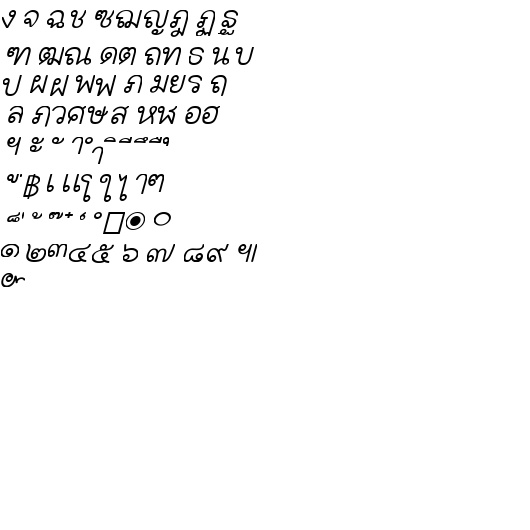 ง จ ฉ ช ซฌญฎ ฏ ฐ
ฑ ฒณ ดต ถท ธ น บ
ป ผฝ พฟ ภ มยร ฤ
ล ฦวศษส หฬ อฮ
ฯ ะ ั าำ ิ ี ึ ื
฿ เ แโ ใ ไ ๅๆ
๏ ๐
๑ ๒๓๔๕ ๖ ๗ ๘๙ ๚
๛